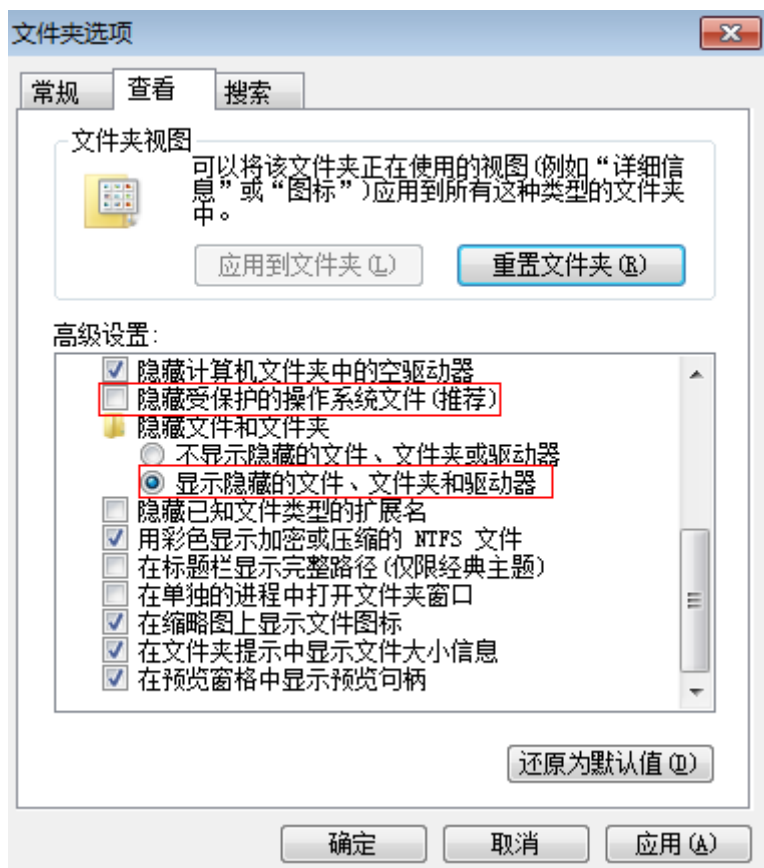 文件夹选项
常规
查看
搜索
文件夹视图
可以将该文件夹正在使用的视图(例如“详细信
息”或“图标”)应用到所有这种类型的文件夹
中。
应用到文件夹(L)
重置文件夹(R)
高级设置:
隐藏计算机文件夹中的空驱动器
隐藏受保护的操作系统文件(推荐)
隐藏文件和文件夹
不显示隐藏的文件、文件夹或驱动器
显示隐藏的文件、文件夹和驱动器
隐藏已知文件类型的扩展名
用彩色显示加密或压缩的 NTFS 文件
在标题栏显示完整路径(仅限经典主题)
在单独的进程中打开文件夹窗口
在缩略图上显示文件图标
在文件夹提示中显示文件大小信息
在预览窗格中显示预览句柄
还原为默认值(D)
确定
取消
应用(A)